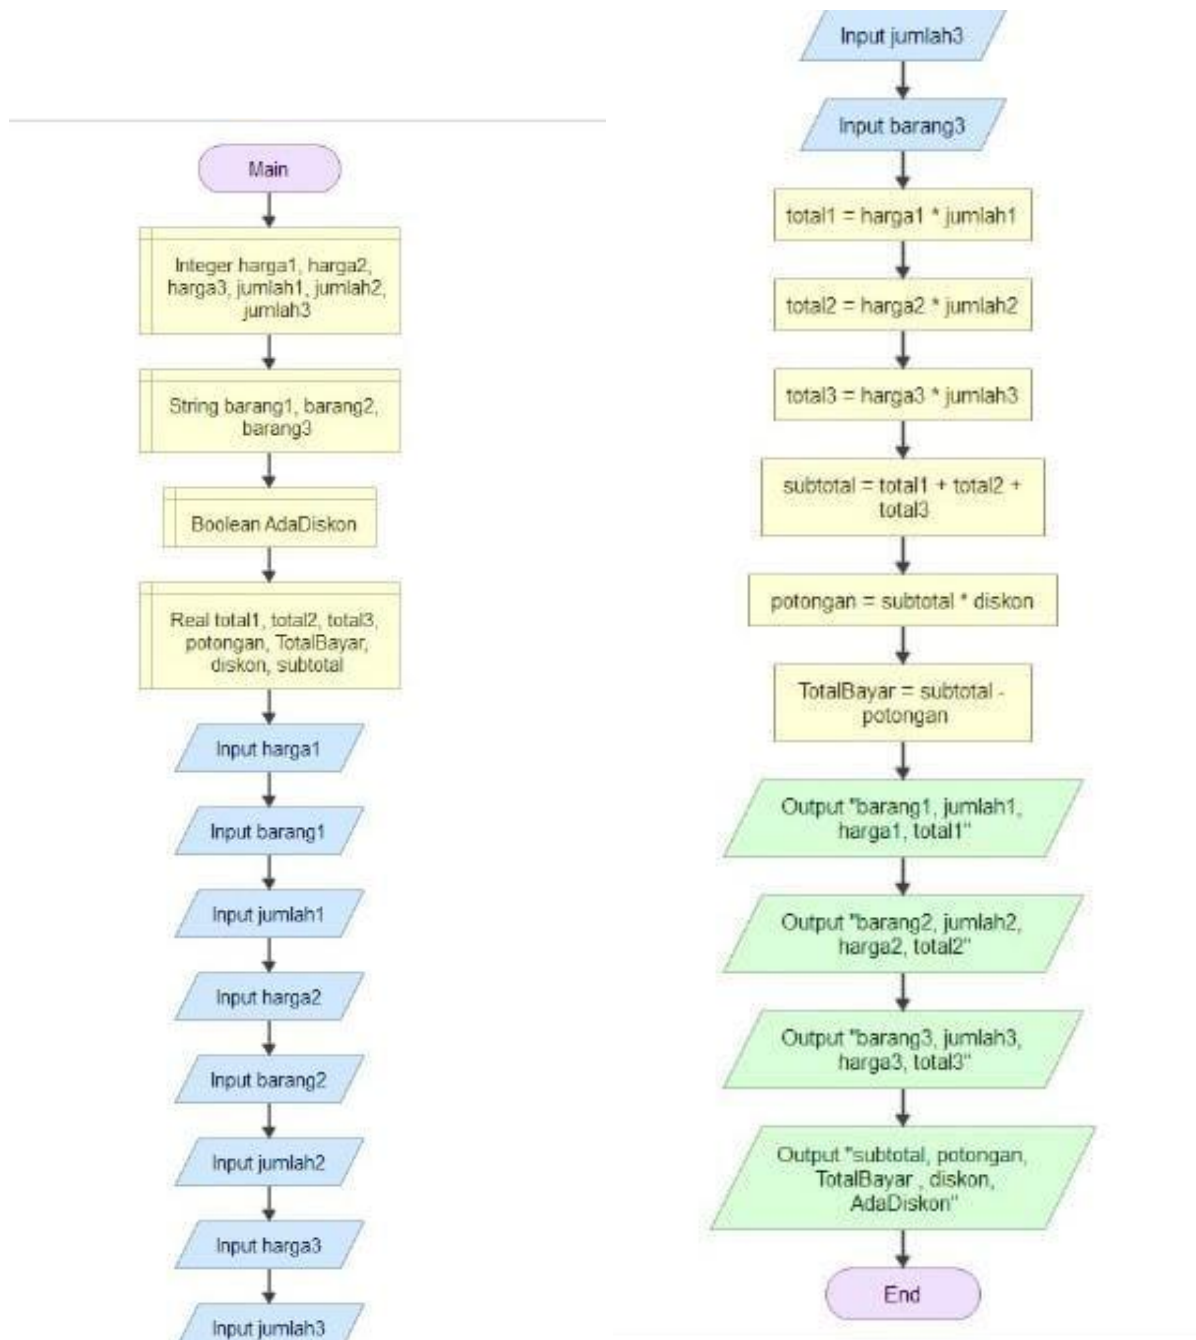 Main
Integer harga1, harga2,
harga3, jumlah1, jumlah2,
jumlah3
String barang1, barang2,
barang3
Boolean AdaDiskon
Real total1, total2, total3,
potongan, TotalBayar,
diskon, subtotal
Input harga1
Input barang1
Input jumlah1
Input harga2
Input barang2
Input jumlah2
Input harga3
Input jumlah3
Input jumlah3
Input barang3
total1 = harga1 * jumlah1
total2 = harga2 * jumlah2
total3 = harga3 * jumlah3
subtotal = total1 + total2 +
total3
potongan = subtotal * diskon
TotalBayar = subtotal -
potongan
Output "barang1, jumlah1,
harga1, total1"
Output "barang2, jumlah2,
harga2, total2"
Output "barang3, jumlah3,
harga3, total3"
Output "subtotal, potongan,
TotalBayar , diskon,
AdaDiskon"
End